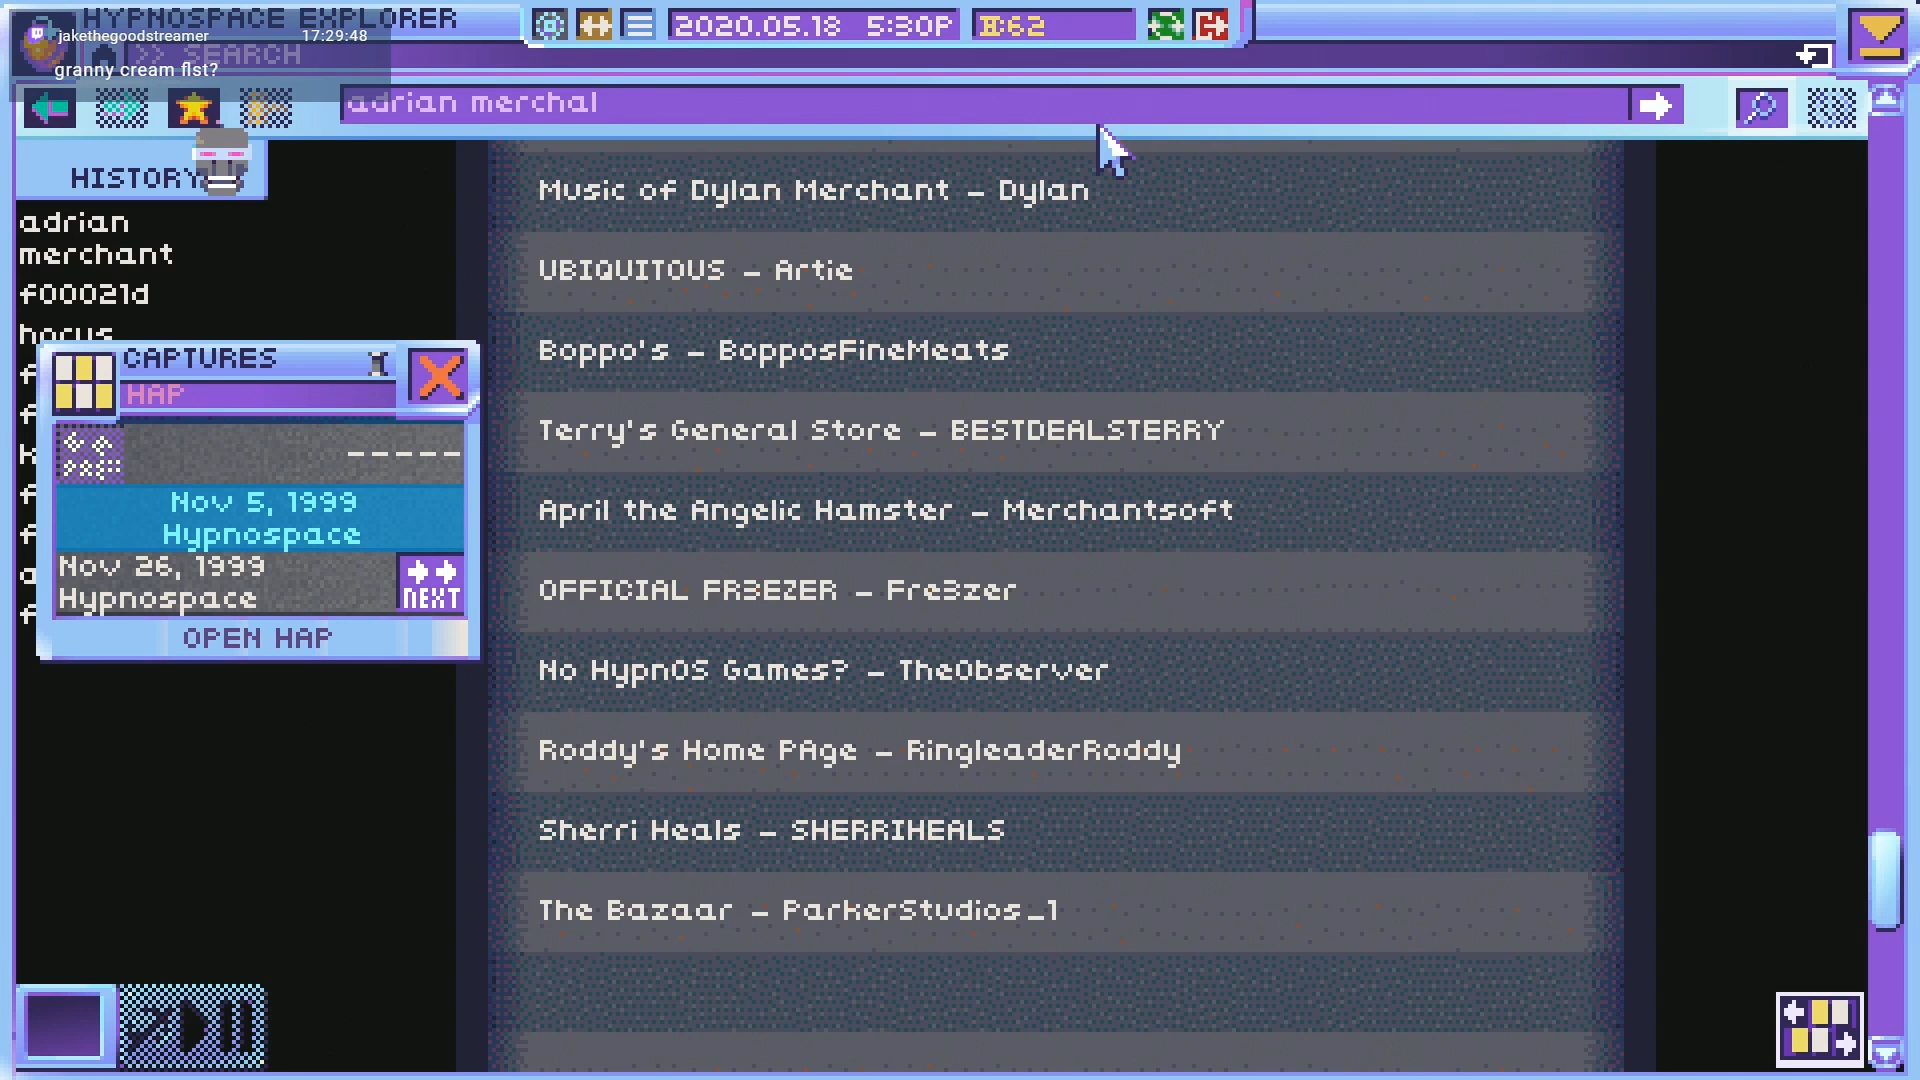 HYPNOSPACE EXPLORER
2020.05.18 5:30P
62
jakethegoodstreamer 17:29:48
>> SEARCH
granny cream fIst?
adrian merchal
HISTORY
adrian
merchant
f00021d
horus
CAPTURES
HAP
-----
Nov 5, 1999
Hypnospace
Nov 26, 1999
Hypnospace
NEXT
OPEN HAP
Music of Dylan Merchant - Dylan
UBIQUITOUS - Artie
Boppo's - BopposFineMeats
Terry's General Store - BESTDEALSTERRY
April the Angelic Hamster - Merchantsoft
OFFICIAL FR3EZER - Fre3zer
No HypnOS Games? - TheObserver
Roddy's Home PAge - RingleaderRoddy
Sherri Heals - SHERRIHEALS
The Bazaar - ParkerStudios_1